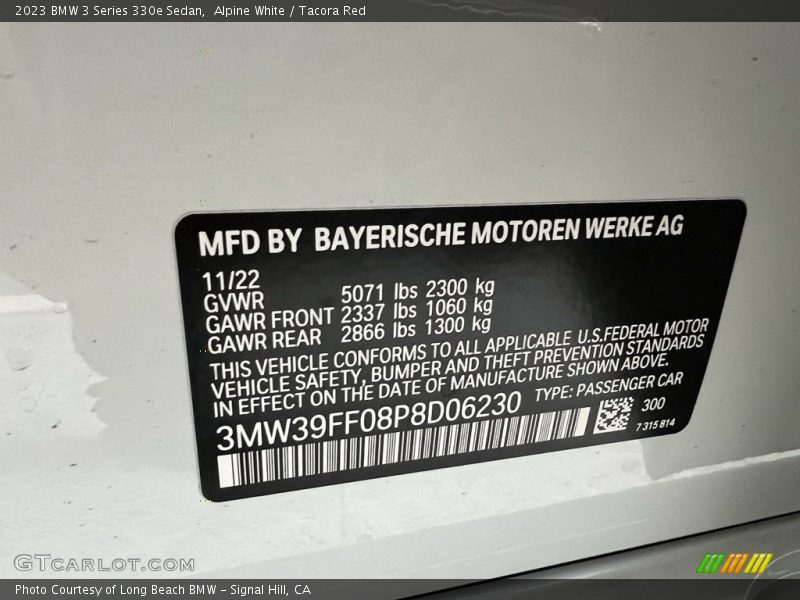 2023 BMW 3 Series 330e Sedan, Alpine White / Tacora Red
MFD BY BAYERISCHE MOTOREN WERKE AG
11/22
GVWR 5071 lbs 2300 kg
GAWR FRONT 2337 lbs 1060 kg
GAWR REAR 2866 lbs 1300 kg
THIS VEHICLE CONFORMS TO ALL APPLICABLE U.S.FEDERAL MOTOR
VEHICLE SAFETY, BUMPER AND THEFT PREVENTION STANDARDS
IN EFFECT ON THE DATE OF MANUFACTURE SHOWN ABOVE.
3MW39FF08P8D06230 TYPE: PASSENGER CAR
300
7315814
GTCARLOT.COM
Photo Courtesy of Long Beach BMW - Signal Hill, CA